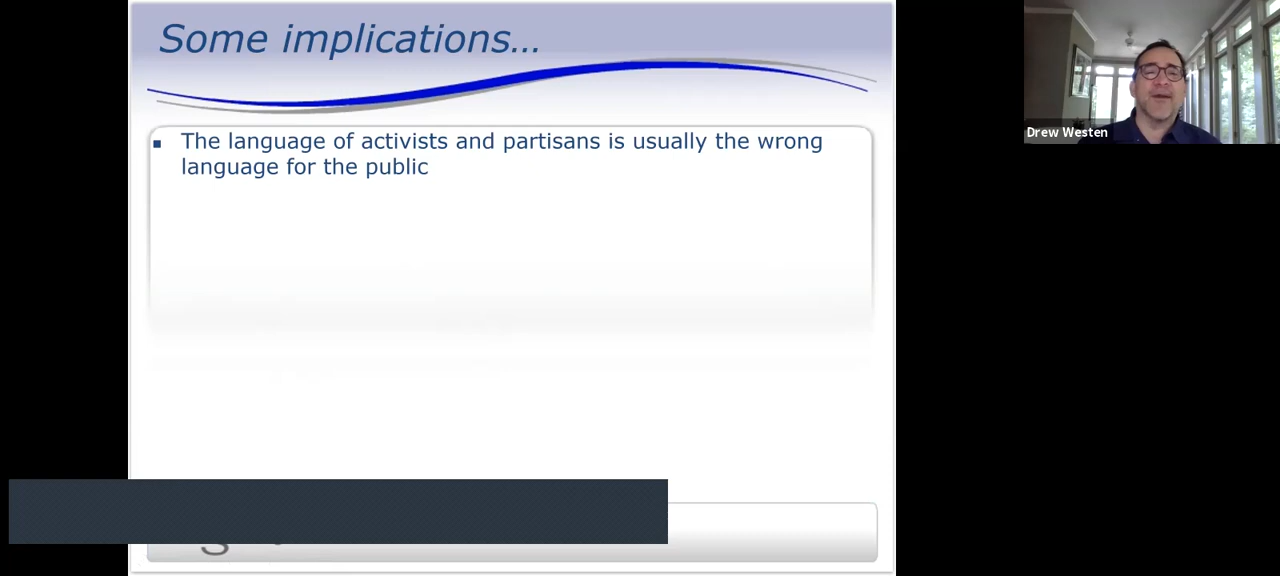 Some implications...
The language of activists and partisans is usually the wrong
language for the public
Drew Westen